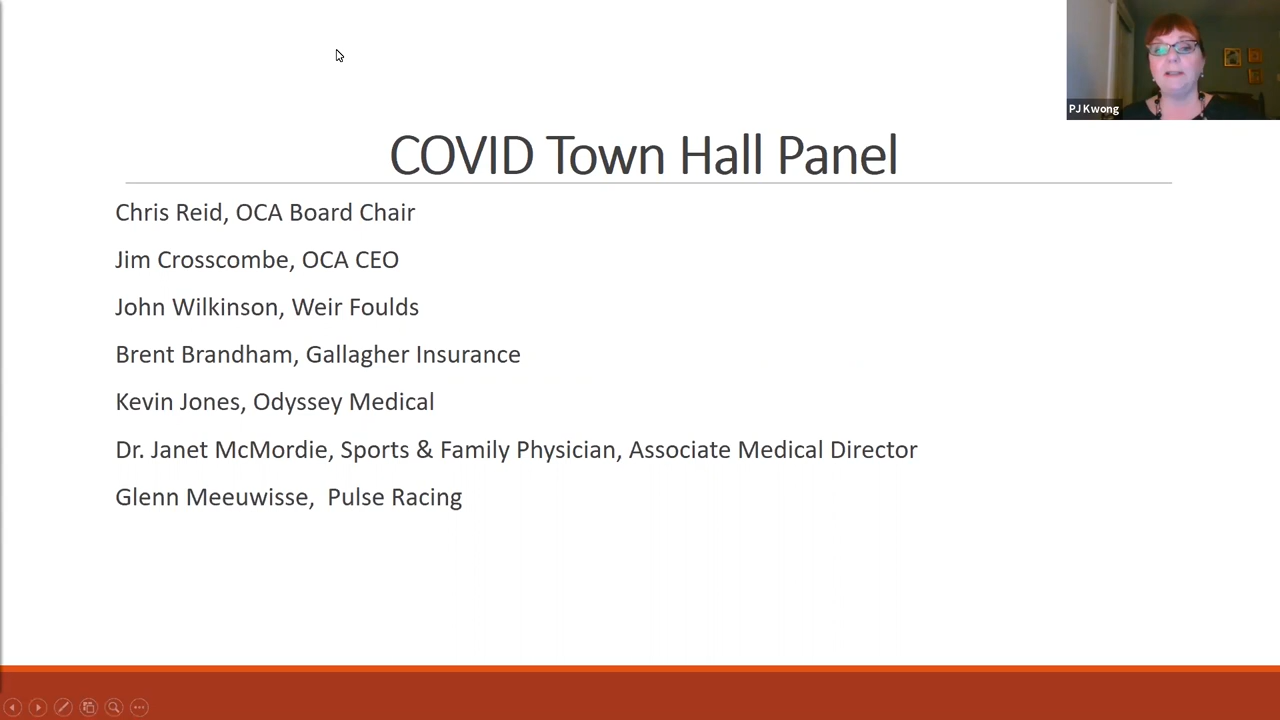 PJ Kwong
COVID Town Hall Panel
Chris Reid, OCA Board Chair
Jim Crosscombe, OCA CEO
John Wilkinson, Weir Foulds
Brent Brandham, Gallagher Insurance
Kevin Jones, Odyssey Medical
Dr. Janet McMordie, Sports & Family Physician, Associate Medical Director
Glenn Meeuwisse,  Pulse Racing